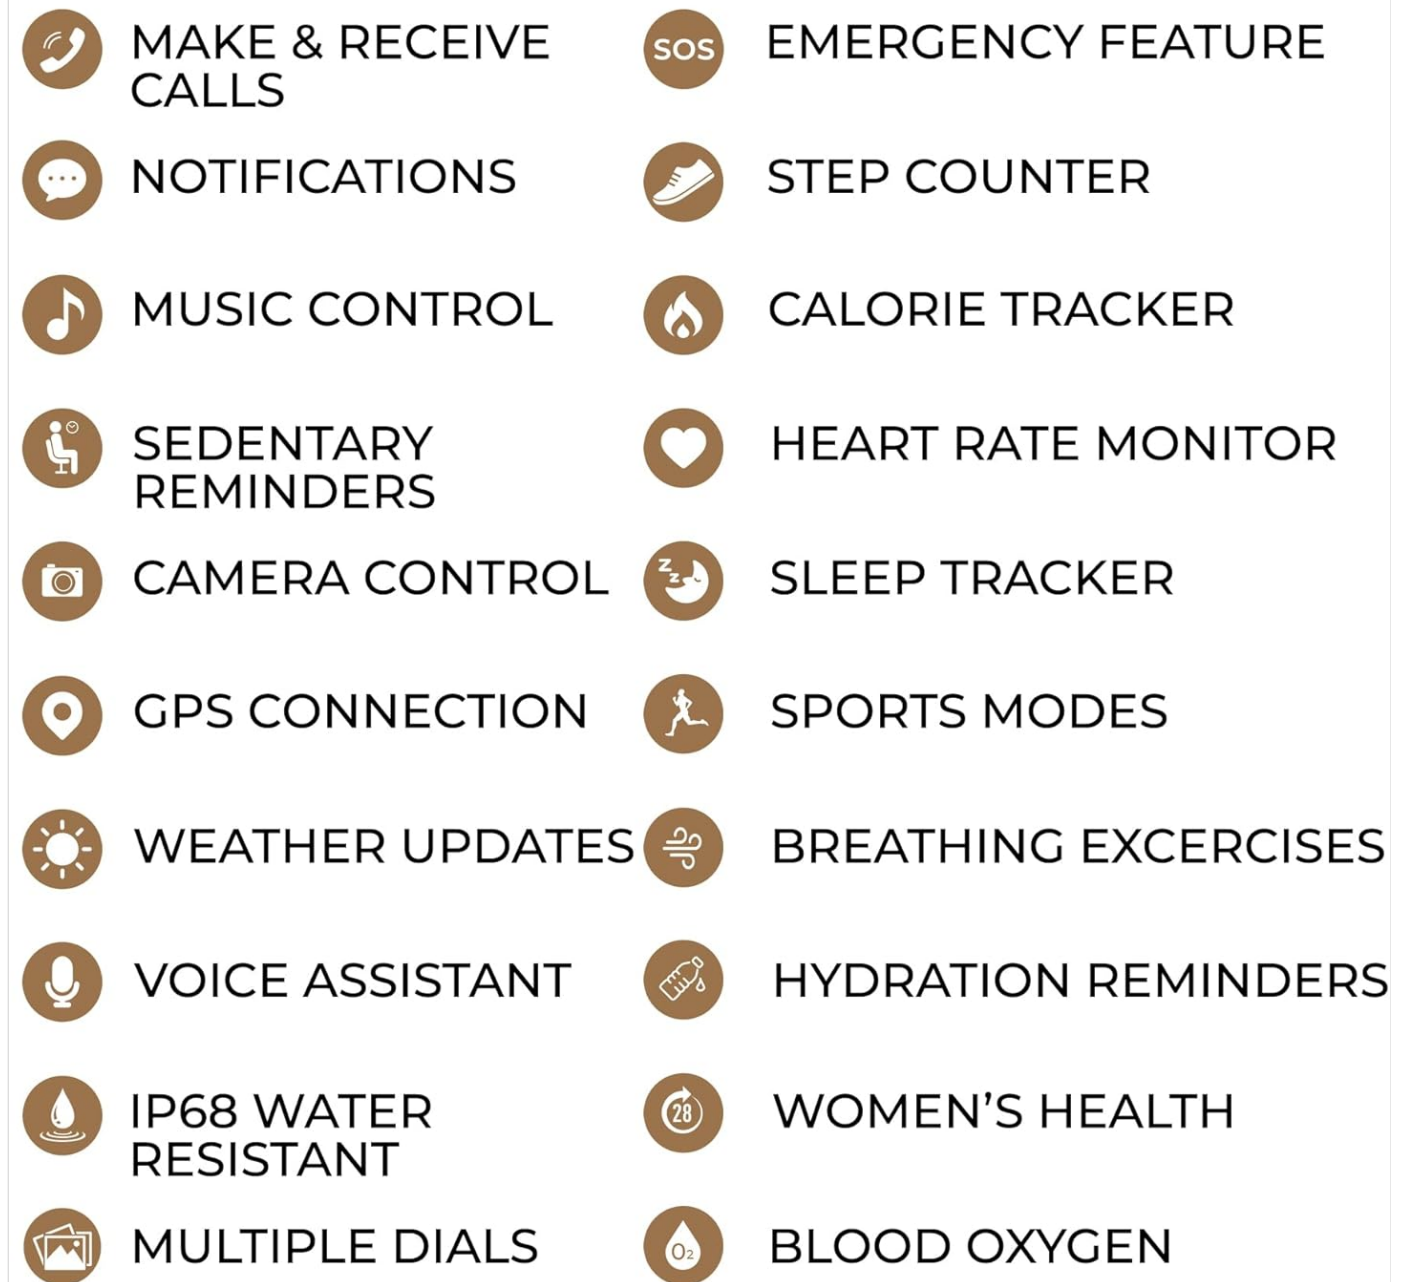 MAKE & RECEIVE
CALLS
SOS
EMERGENCY FEATURE
NOTIFICATIONS
STEP COUNTER
MUSIC CONTROL
CALORIE TRACKER
SEDENTARY
REMINDERS
HEART RATE MONITOR
CAMERA CONTROL
Z
Z
SLEEP TRACKER
GPS CONNECTION
SPORTS MODES
WEATHER UPDATES
BREATHING EXCERCISES
VOICE ASSISTANT
HYDRATION REMINDERS
IP68 WATER
RESISTANT
28
WOMEN’S HEALTH
MULTIPLE DIALS
O₂
BLOOD OXYGEN